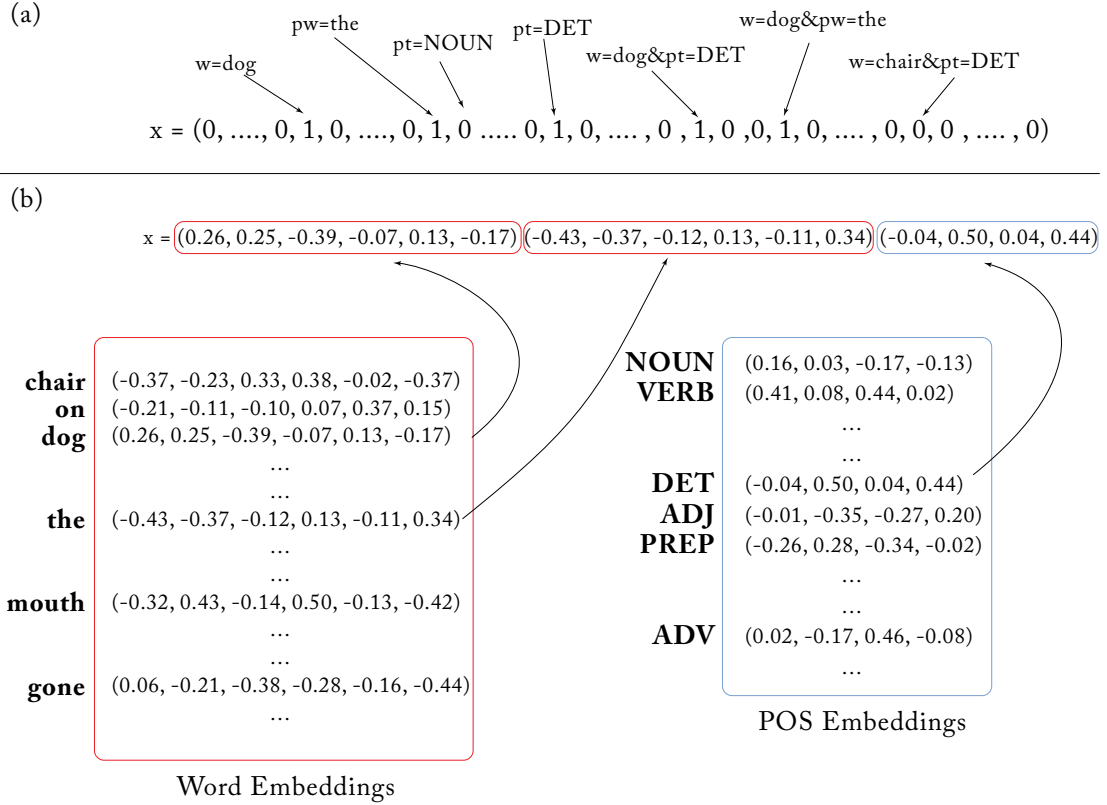 (a)
w=dog
pw=the
pt=NOUN
pt=DET
w=dog&pt=DET
w=dog&pw=the
w=chair&pt=DET
x = (0, ...., 0, 1, 0, ...., 0, 1, 0 ..... 0, 1, 0, .... , 0 , 1, 0 ,0, 1, 0, .... , 0, 0, 0 , .... , 0)
(b)
x = (0.26, 0.25, -0.39, -0.07, 0.13, -0.17) (-0.43, -0.37, -0.12, 0.13, -0.11, 0.34) (-0.04, 0.50, 0.04, 0.44)
chair (-0.37, -0.23, 0.33, 0.38, -0.02, -0.37)
on (-0.21, -0.11, -0.10, 0.07, 0.37, 0.15)
dog (0.26, 0.25, -0.39, -0.07, 0.13, -0.17)
...
...
the (-0.43, -0.37, -0.12, 0.13, -0.11, 0.34)
...
...
mouth (-0.32, 0.43, -0.14, 0.50, -0.13, -0.42)
...
...
gone (0.06, -0.21, -0.38, -0.28, -0.16, -0.44)
...
Word Embeddings
NOUN (0.16, 0.03, -0.17, -0.13)
VERB (0.41, 0.08, 0.44, 0.02)
...
...
DET (-0.04, 0.50, 0.04, 0.44)
ADJ (-0.01, -0.35, -0.27, 0.20)
PREP (-0.26, 0.28, -0.34, -0.02)
...
...
ADV (0.02, -0.17, 0.46, -0.08)
...
POS Embeddings